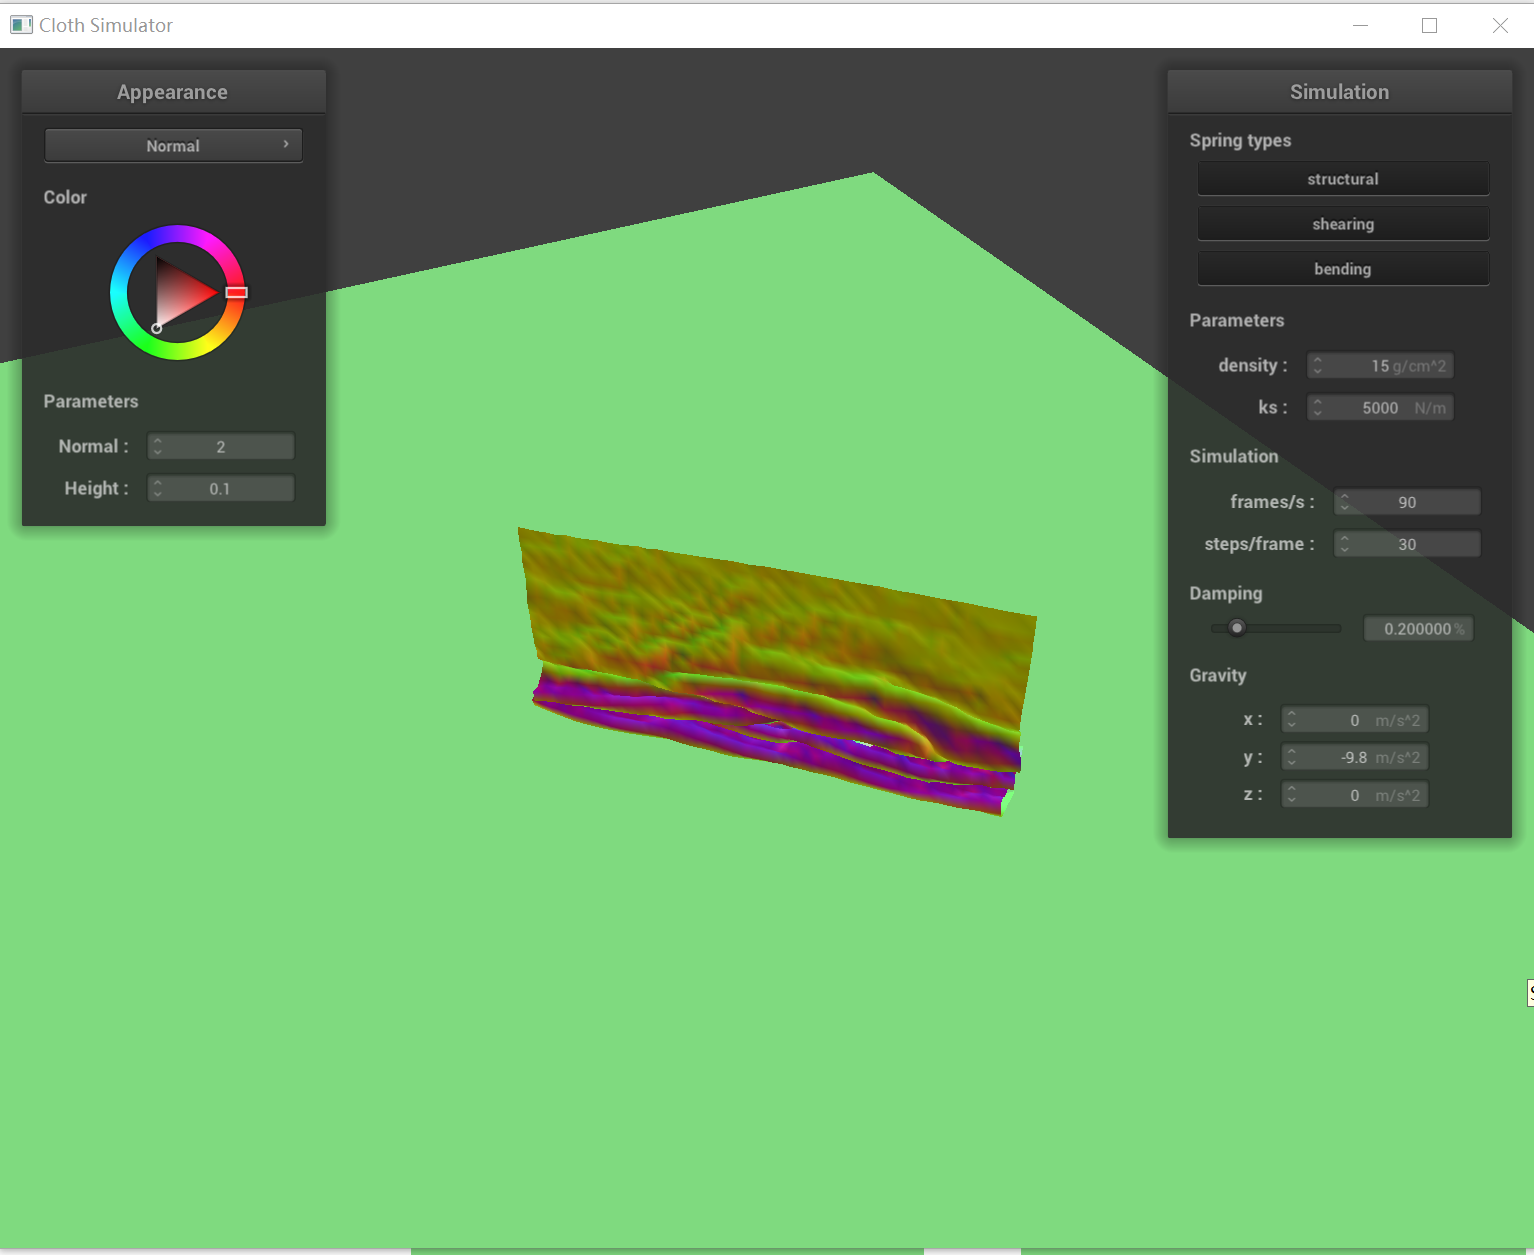 Cloth Simulator
Appearance
Normal
Color
Parameters
Normal : 2
Height : 0.1
Simulation
Spring types
structural
shearing
bending
Parameters
density : 15 g/cm^2
ks : 5000 N/m
Simulation
frames/s : 90
steps/frame : 30
Damping
0.200000 %
Gravity
x : 0 m/s^2
y : -9.8 m/s^2
z : 0 m/s^2